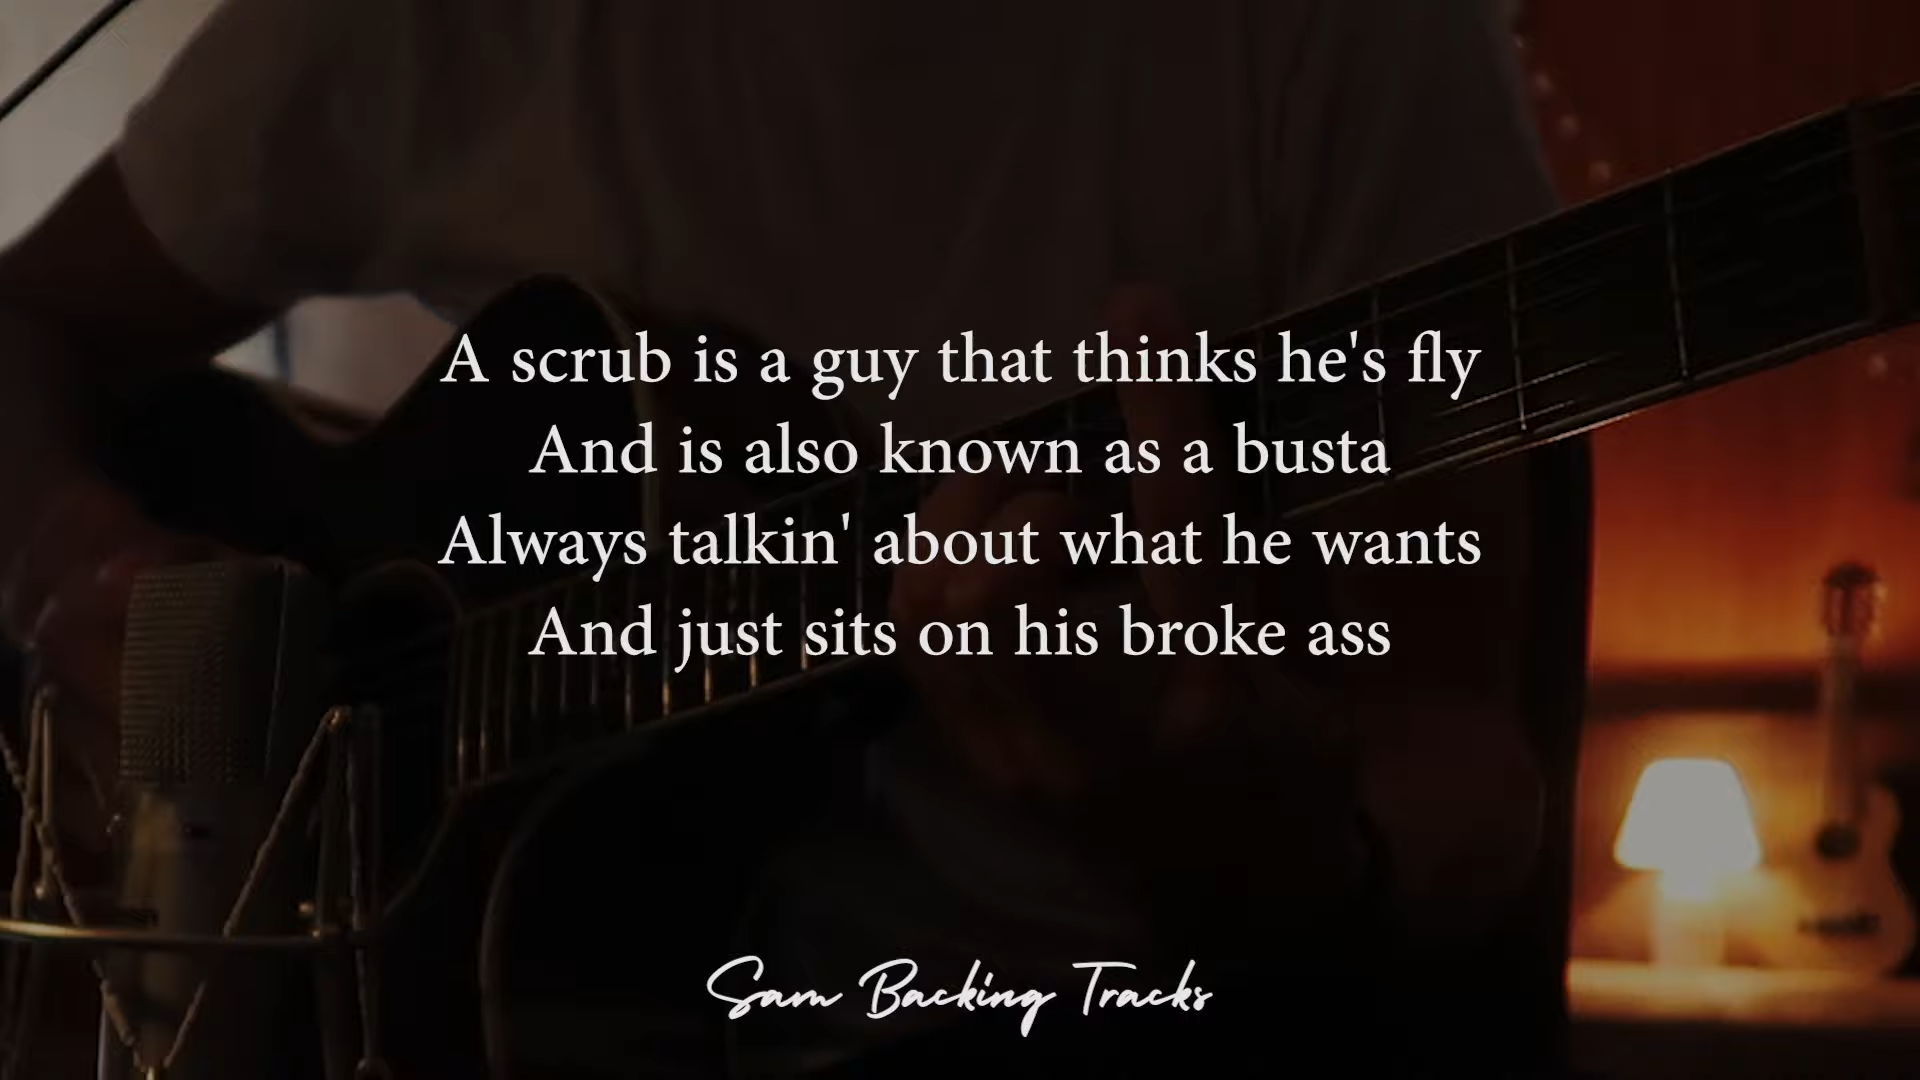 A scrub is a guy that thinks he's fly
And is also known as a busta
Always talkin' about what he wants
And just sits on his broke ass
Sam Backing Tracks